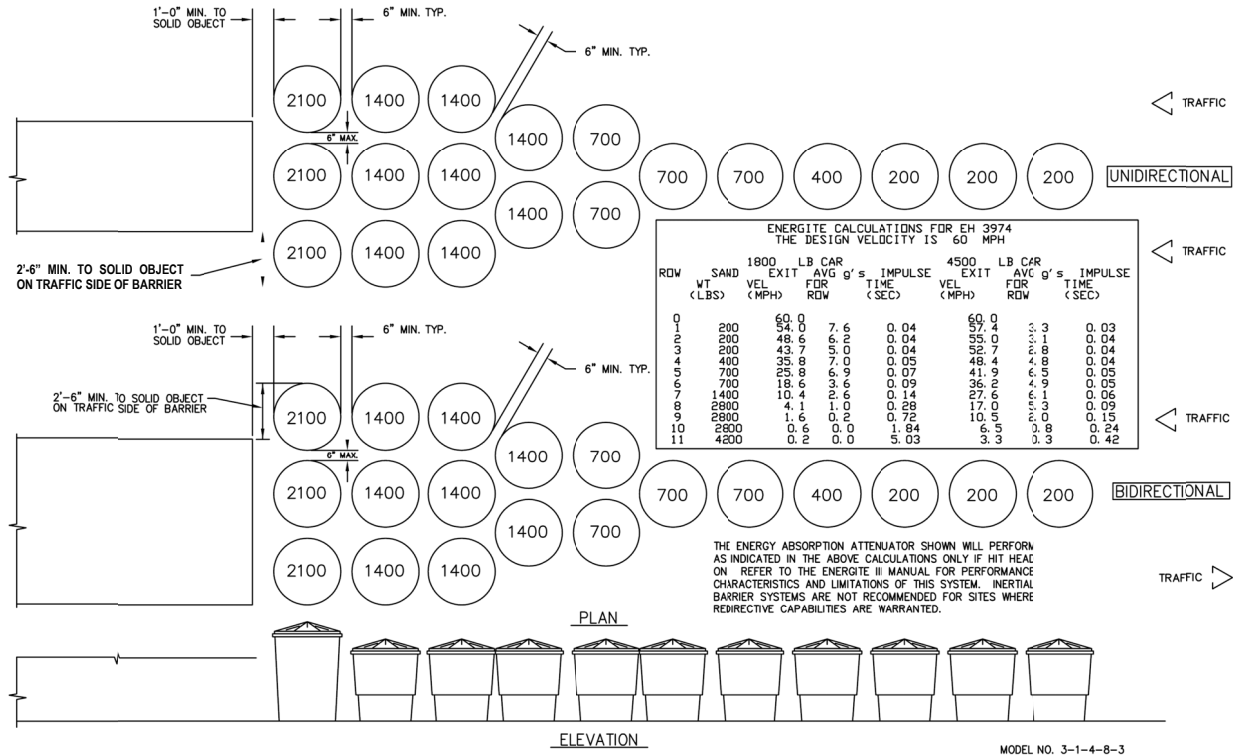 1'-0" MIN. TO
SOLID OBJECT
6" MIN. TYP.
6" MIN. TYP.
2100 1400 1400
TRAFFIC
6" MAX.
1400 700
2100 1400 1400
700 700 400 200 200 200
UNIDIRECTIONAL
1400 700
2100 1400 1400
2'-6" MIN. TO SOLID OBJECT
ON TRAFFIC SIDE OF BARRIER
TRAFFIC
ENERGITE CALCULATIONS FOR EH 3974
THE DESIGN VELOCITY IS 60 MPH
1800 LB CAR 4500 LB CAR
ROW SAND EXIT AVG g's IMPULSE EXIT AVG g's IMPULSE
WT VEL FOR TIME VEL FOR TIME
(LBS) (MPH) ROW (SEC) (MPH) ROW (SEC)
0 60.0 60.0
1 200 54.0 7.6 0.04 57.4 3.3 0.03
2 200 48.6 6.2 0.04 55.0 3.1 0.04
3 200 43.7 5.0 0.04 52.7 2.8 0.04
4 400 35.8 7.0 0.05 48.4 4.8 0.04
5 700 25.8 6.9 0.07 41.9 6.5 0.05
6 700 18.6 3.6 0.09 36.2 4.9 0.05
7 1400 10.4 2.6 0.14 27.6 6.1 0.06
8 2800 4.1 1.0 0.28 17.0 5.3 0.09
9 2800 1.6 0.2 0.72 10.5 2.0 0.15
10 2800 0.6 0.0 1.84 6.5 0.8 0.24
11 4200 0.2 0.0 5.03 3.3 0.3 0.42
1'-0" MIN. TO
SOLID OBJECT
6" MIN. TYP.
6" MIN. TYP.
2'-6" MIN. TO SOLID OBJECT
ON TRAFFIC SIDE OF BARRIER
2100 1400 1400
TRAFFIC
6" MAX.
1400 700
2100 1400 1400
700 700 400 200 200 200
BIDIRECTIONAL
1400 700
2100 1400 1400
THE ENERGY ABSORPTION ATTENUATOR SHOWN WILL PERFORM
AS INDICATED IN THE ABOVE CALCULATIONS ONLY IF HIT HEAD
ON REFER TO THE ENERGITE III MANUAL FOR PERFORMANCE
CHARACTERISTICS AND LIMITATIONS OF THIS SYSTEM. INERTIAL
BARRIER SYSTEMS ARE NOT RECOMMENDED FOR SITES WHERE
REDIRECTIVE CAPABILITIES ARE WARRANTED.
TRAFFIC
PLAN
ELEVATION
MODEL NO. 3-1-4-8-3